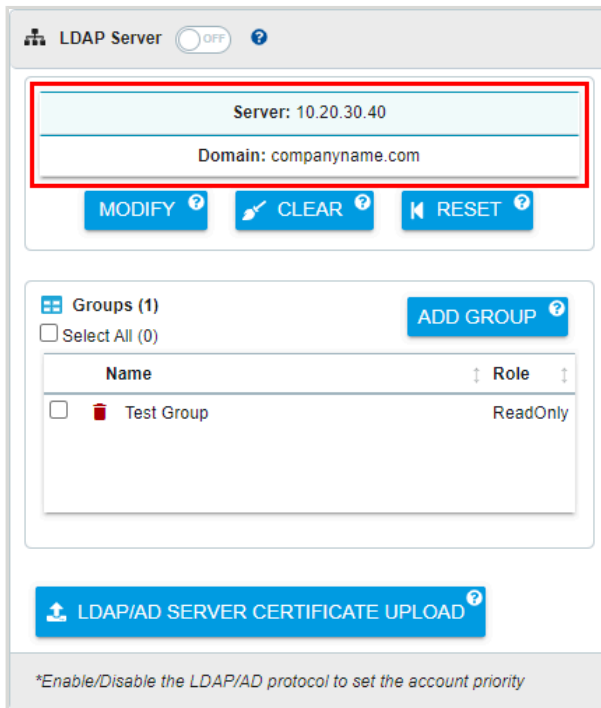 LDAP Server OFF ?
Server: 10.20.30.40
Domain: companyname.com
MODIFY ? CLEAR ? RESET ?
Groups (1) ADD GROUP ?
Select All (0)
Name Role
Test Group ReadOnly
LDAP/AD SERVER CERTIFICATE UPLOAD ?
*Enable/Disable the LDAP/AD protocol to set the account priority